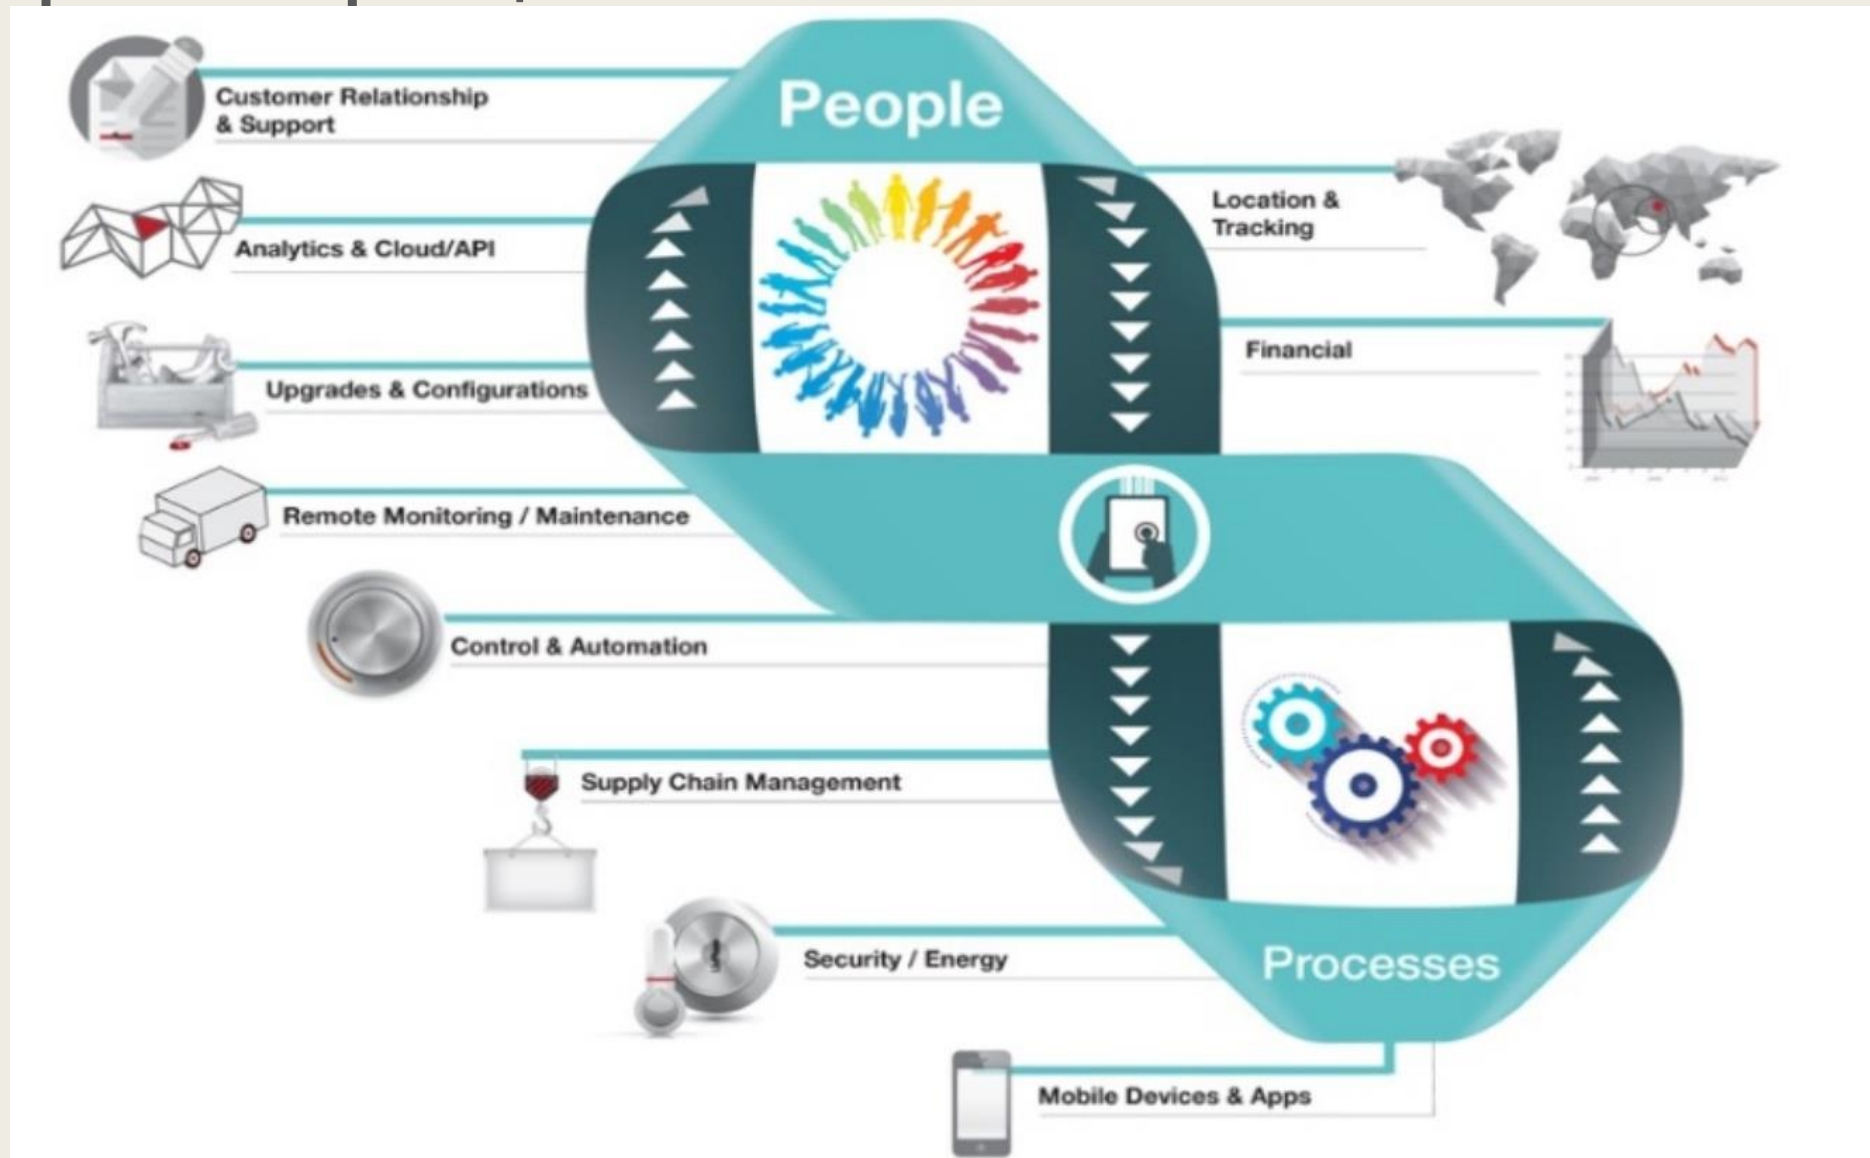 People
Customer Relationship
& Support
Location &
Tracking
Analytics & Cloud/API
Financial
Upgrades & Configurations
Remote Monitoring / Maintenance
Control & Automation
Supply Chain Management
Security / Energy
Processes
Mobile Devices & Apps